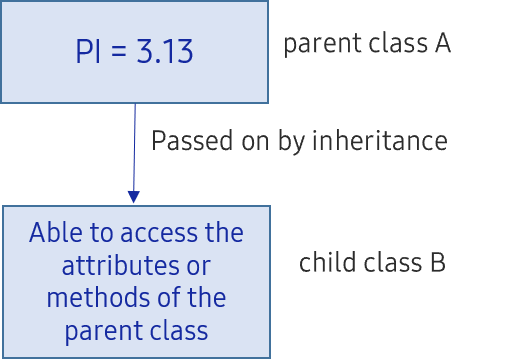 PI = 3.13
parent class A
Passed on by inheritance
Able to access the
attributes or
methods of the
parent class
child class B